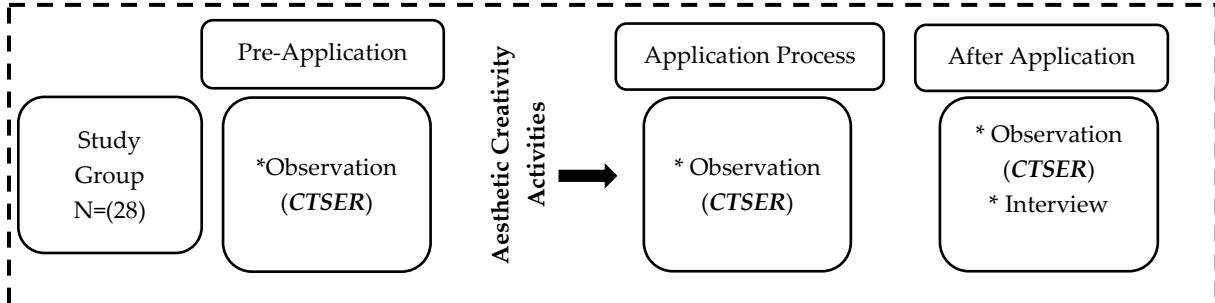 Pre-Application
Application Process
After Application
Study
Group
N=(28)
*Observation
(CTSER)
Aesthetic Creativity
Activities
* Observation
(CTSER)
* Observation
(CTSER)
* Interview